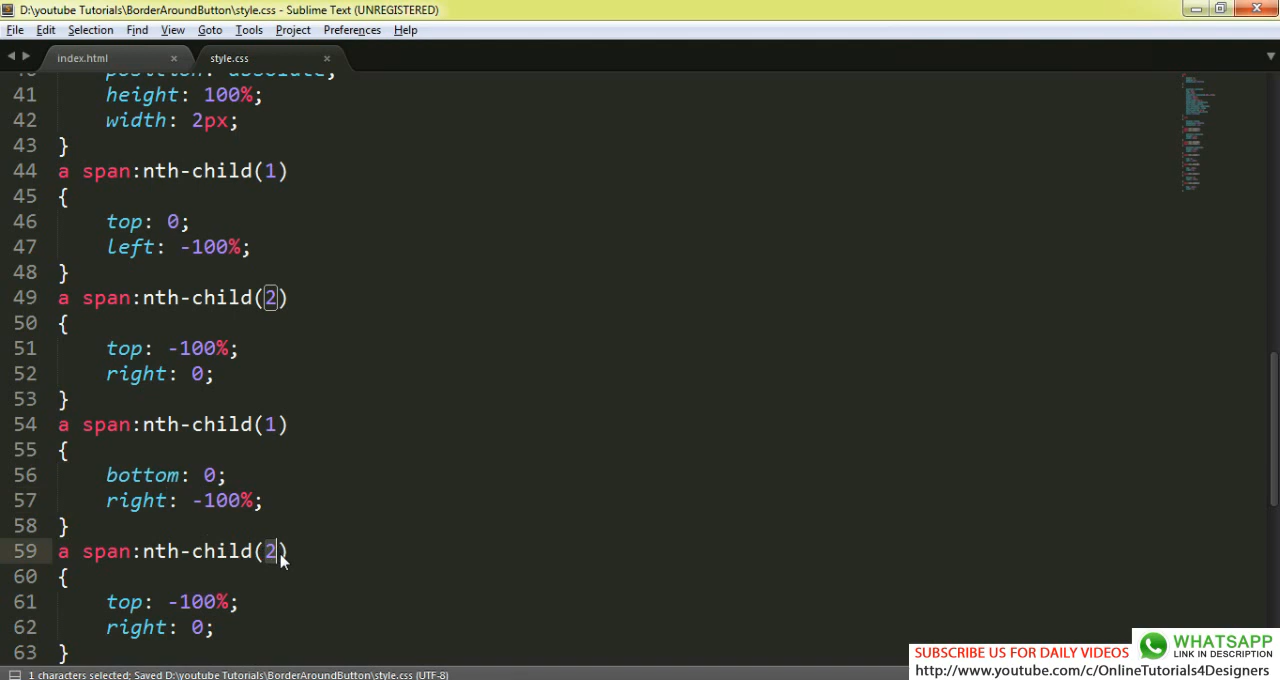 D:\youtube Tutorials\BorderAroundButton\style.css - Sublime Text (UNREGISTERED)
File Edit Selection Find View Goto Tools Project Preferences Help
index.html × style.css ×
position: absolute;
41 height: 100%;
42 width: 2px;
43 }
44 a span:nth-child(1)
45 {
46 top: 0;
47 left: -100%;
48 }
49 a span:nth-child(2)
50 {
51 top: -100%;
52 right: 0;
53 }
54 a span:nth-child(1)
55 {
56 bottom: 0;
57 right: -100%;
58 }
59 a span:nth-child(2)
60 {
61 top: -100%;
62 right: 0;
63 }
SUBSCRIBE US FOR DAILY VIDEOS
WHATSAPP
LINK IN DESCRIPTION
http://www.youtube.com/c/OnlineTutorials4Designers
1 characters selected; Saved D:\youtube Tutorials\BorderAroundButton\style.css (UTF-8)